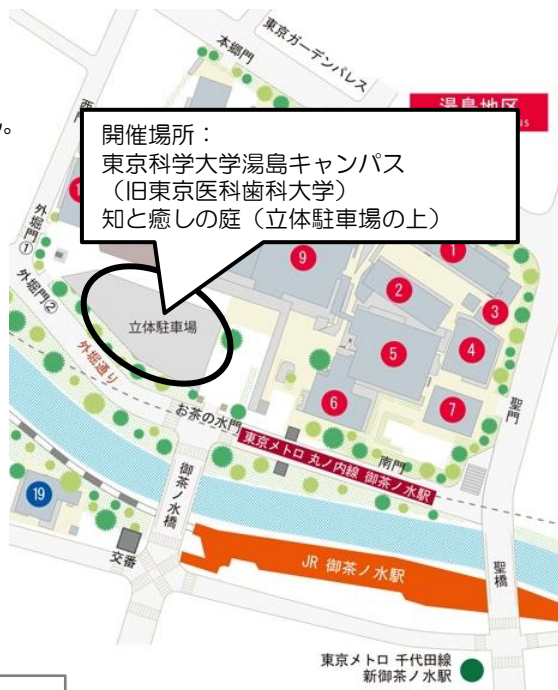 東京ガーデンパレス
本郷門
湯島地区
西門
開催場所：
東京科学大学湯島キャンパス
（旧東京医科歯科大学）
知と癒しの庭（立体駐車場の上）
外堀門①
外堀門②
1
9
2
3
立体駐車場
5
4
外堀通り
6
7
お茶の水門
聖門
東京メトロ 丸ノ内線 御茶ノ水駅
南門
19
御茶ノ水橋
交番
JR 御茶ノ水駅
聖橋
東京メトロ 千代田線
新御茶ノ水駅